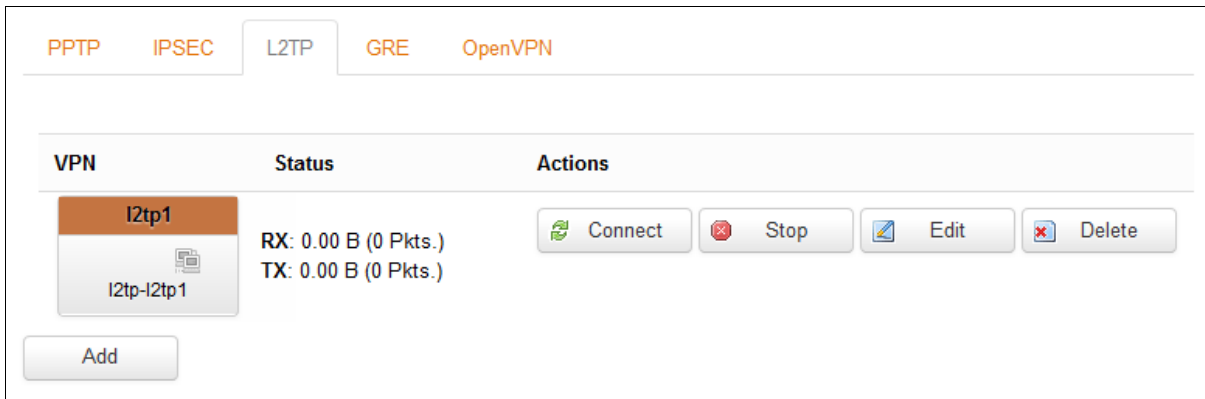 PPTP IPSEC L2TP GRE OpenVPN
VPN Status Actions
l2tp1
RX: 0.00 B (0 Pkts.)
TX: 0.00 B (0 Pkts.)
l2tp-l2tp1
Connect Stop Edit Delete
Add